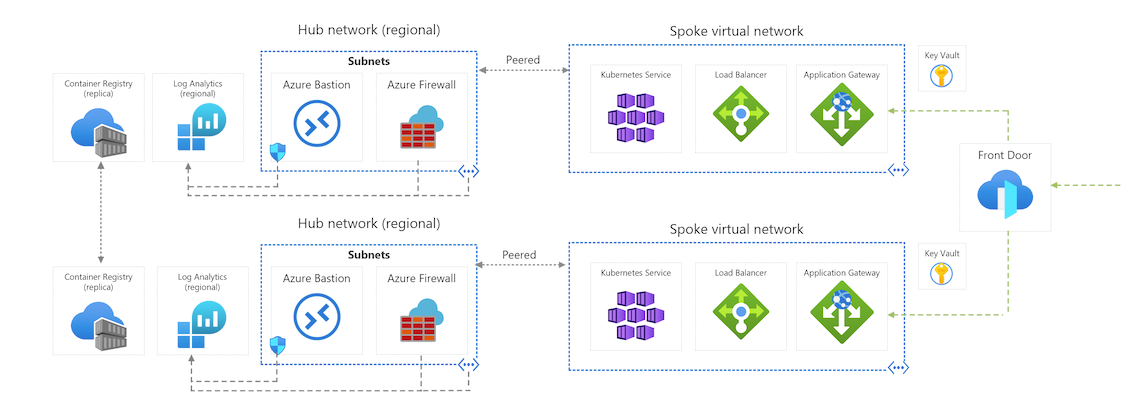 Hub network (regional)
Spoke virtual network
Subnets
Peered
Key Vault
Container Registry
(replica)
Log Analytics
(regional)
Azure Bastion
Azure Firewall
Kubernetes Service
Load Balancer
Application Gateway
Front Door
Hub network (regional)
Spoke virtual network
Subnets
Peered
Key Vault
Container Registry
(replica)
Log Analytics
(regional)
Azure Bastion
Azure Firewall
Kubernetes Service
Load Balancer
Application Gateway